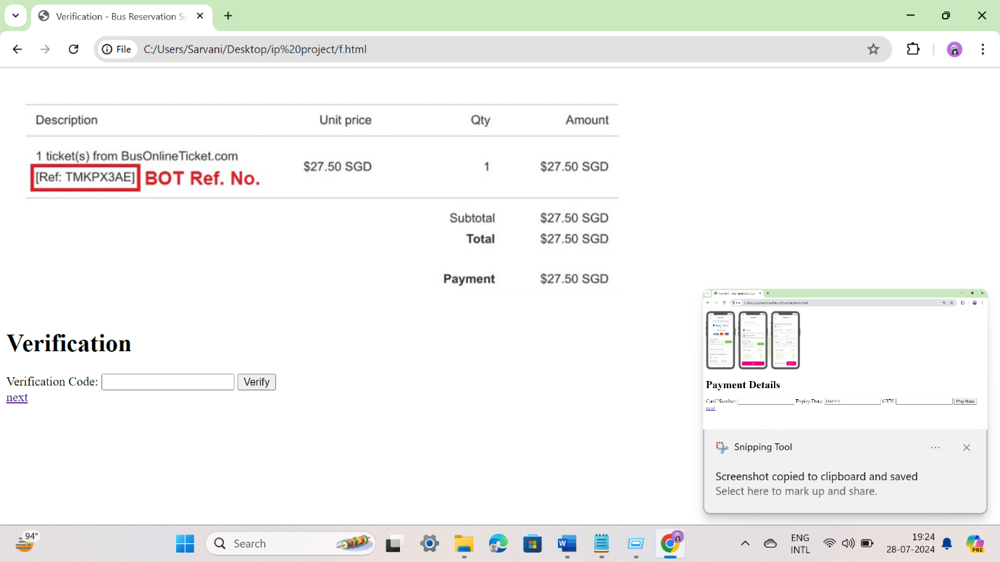 Verification - Bus Reservation Sy
File C:/Users/Sarvani/Desktop/ip%20project/f.html
Description Unit price Qty Amount
1 ticket(s) from BusOnlineTicket.com
$27.50 SGD 1 $27.50 SGD
[Ref: TMKPX3AE] BOT Ref. No.
Subtotal $27.50 SGD
Total $27.50 SGD
Payment $27.50 SGD
Verification
Verification Code: Verify
next
Payment Details
Card Number: Expiry Date: MM/YY CVV: Pay Now
next
Snipping Tool
Screenshot copied to clipboard and saved
Select here to mark up and share.
94°
Search
ENG
INTL
19:24
28-07-2024
PRE